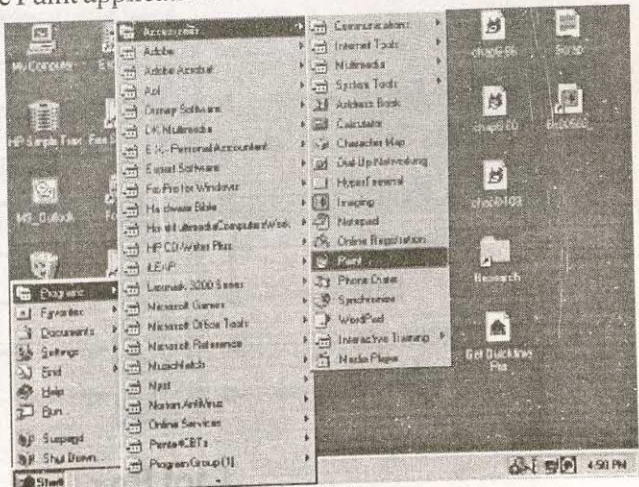 Paint
Accessories
Adobe
Adobe Acrobat
Aol
Disney Software
DK Multimedia
Expert Software
FoxPro for Windows
Hardware Bible
HP CD-Writer Plus
Lexmark 3200 Series
Microsoft Games
Microsoft Office Tools
Microsoft Reference
MusicMatch
Norton AntiVirus
Online Services
Program Group (1)
Communications
Internet Tools
Multimedia
System Tools
Address Book
Calculator
Character Map
Dial-Up Networking
HyperTerminal
Imaging
Notepad
Online Registration
Paint
Phone Dialer
Synchronize
WordPad
Interactive Training
Media Player
Programs
Favorites
Documents
Settings
Find
Help
Run...
Suspend
Shut Down...
Start
My Computer
MS_Outlook
Scrap
Research
Get QuickTime
Pro
4:50 PM